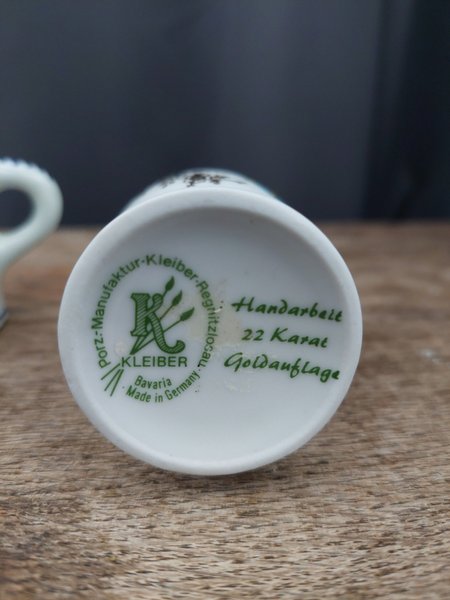 Porz.-Manufaktur-Kleiber-Regnitzlosau
K
KLEIBER
Bavaria
Made in Germany
Handarbeit
22 Karat
Goldauflage